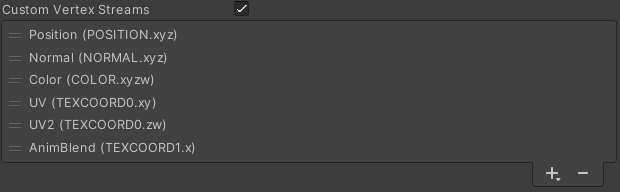 Custom Vertex Streams
Position (POSITION.xyz)
Normal (NORMAL.xyz)
Color (COLOR.xyzw)
UV (TEXCOORD0.xy)
UV2 (TEXCOORD0.zw)
AnimBlend (TEXCOORD1.x)